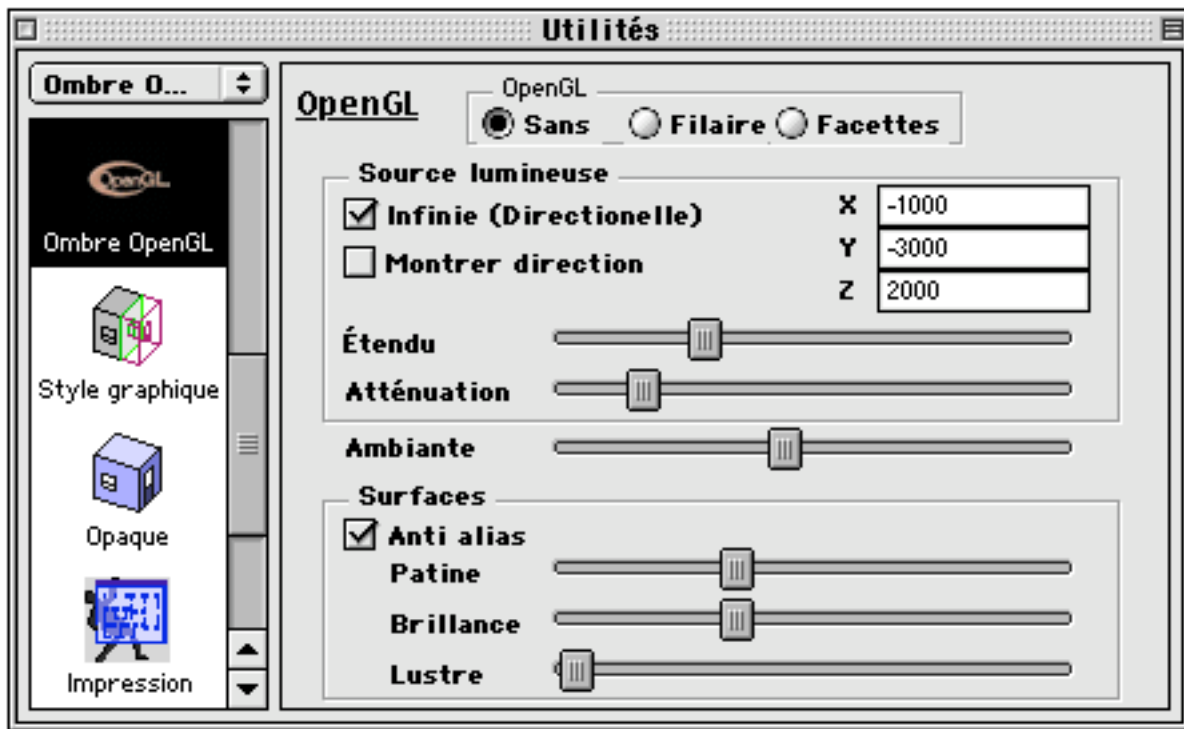 Utilités
Ombre O...
OpenGL
Ombre OpenGL
Style graphique
Opaque
Impression
OpenGL
OpenGL
Sans Filaire Facettes
Source lumineuse
Infinie (Directionelle)
Montrer direction
X -1000
Y -3000
Z 2000
Étendu
Atténuation
Ambiante
Surfaces
Anti alias
Patine
Brillance
Lustre